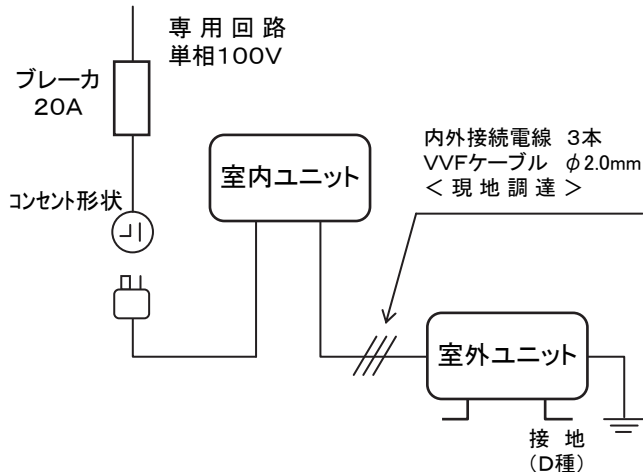 専用回路
単相100V
ブレーカ
20A
コンセント形状
室内ユニット
内外接続電線 3本
VVFケーブル φ2.0mm
<現地調達>
室外ユニット
接地
(D種)